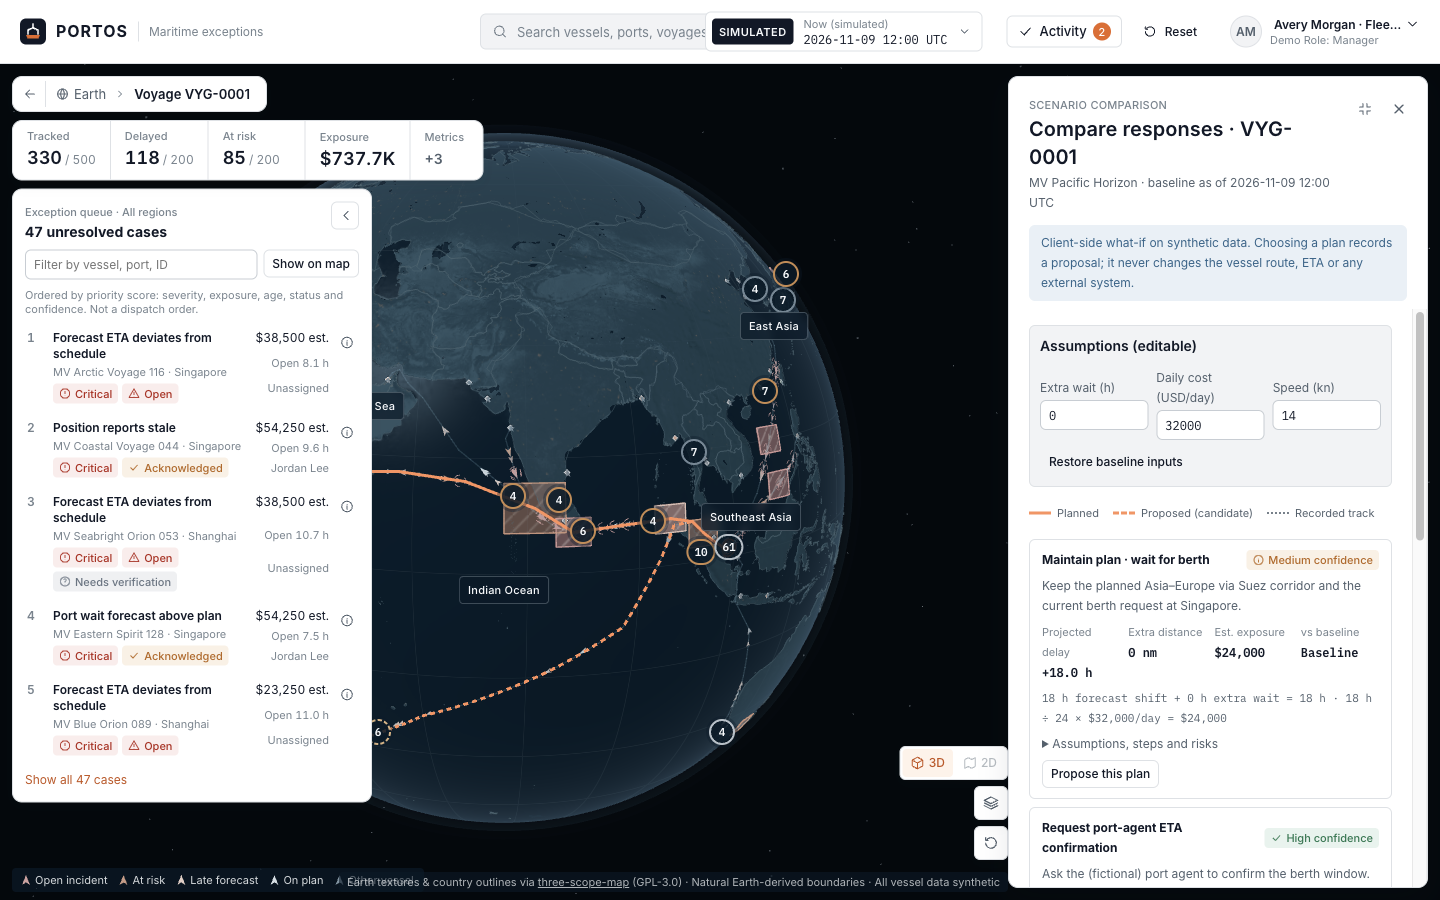 PORTOS
Maritime exceptions
Search vessels, ports, voyages
SIMULATED
Now (simulated)
2026-11-09 12:00 UTC
Activity
2
Reset
AM
Avery Morgan · Flee...
Demo Role: Manager
Earth
Voyage VYG-0001
Tracked
330 / 500
Delayed
118 / 200
At risk
85 / 200
Exposure
$737.7K
Metrics
+3
Exception queue · All regions
47 unresolved cases
Filter by vessel, port, ID
Show on map
Ordered by priority score: severity, exposure, age, status and
confidence. Not a dispatch order.
1
Forecast ETA deviates from
schedule
MV Arctic Voyage 116 · Singapore
Critical
Open
$38,500 est.
Open 8.1 h
Unassigned
2
Position reports stale
MV Coastal Voyage 044 · Singapore
Critical
Acknowledged
$54,250 est.
Open 9.6 h
Jordan Lee
3
Forecast ETA deviates from
schedule
MV Seabright Orion 053 · Shanghai
Critical
Open
Needs verification
$38,500 est.
Open 10.7 h
Unassigned
4
Port wait forecast above plan
MV Eastern Spirit 128 · Singapore
Critical
Acknowledged
$54,250 est.
Open 7.5 h
Jordan Lee
5
Forecast ETA deviates from
schedule
MV Blue Orion 089 · Shanghai
Critical
Open
$23,250 est.
Open 11.0 h
Unassigned
Show all 47 cases
6
4
7
East Asia
7
Sea
7
4
4
6
4
Southeast Asia
10
61
Indian Ocean
6
4
3D
2D
Open incident
At risk
Late forecast
On plan
Earth textures & country outlines via three-scope-map (GPL-3.0) · Natural Earth-derived boundaries · All vessel data synthetic
SCENARIO COMPARISON
Compare responses · VYG-
0001
MV Pacific Horizon · baseline as of 2026-11-09 12:00
UTC
Client-side what-if on synthetic data. Choosing a plan records
a proposal; it never changes the vessel route, ETA or any
external system.
Assumptions (editable)
Extra wait (h)
0
Daily cost
(USD/day)
32000
Speed (kn)
14
Restore baseline inputs
Planned
Proposed (candidate)
Recorded track
Maintain plan · wait for berth
Medium confidence
Keep the planned Asia–Europe via Suez corridor and the
current berth request at Singapore.
Projected
delay
+18.0 h
Extra distance
0 nm
Est. exposure
$24,000
vs baseline
Baseline
18 h forecast shift + 0 h extra wait = 18 h · 18 h
÷ 24 × $32,000/day = $24,000
Assumptions, steps and risks
Propose this plan
Request port-agent ETA
confirmation
High confidence
Ask the (fictional) port agent to confirm the berth window.